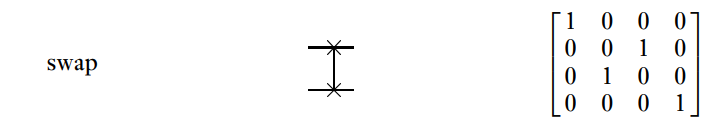 swap
1 0 0 0
0 0 1 0
0 1 0 0
0 0 0 1